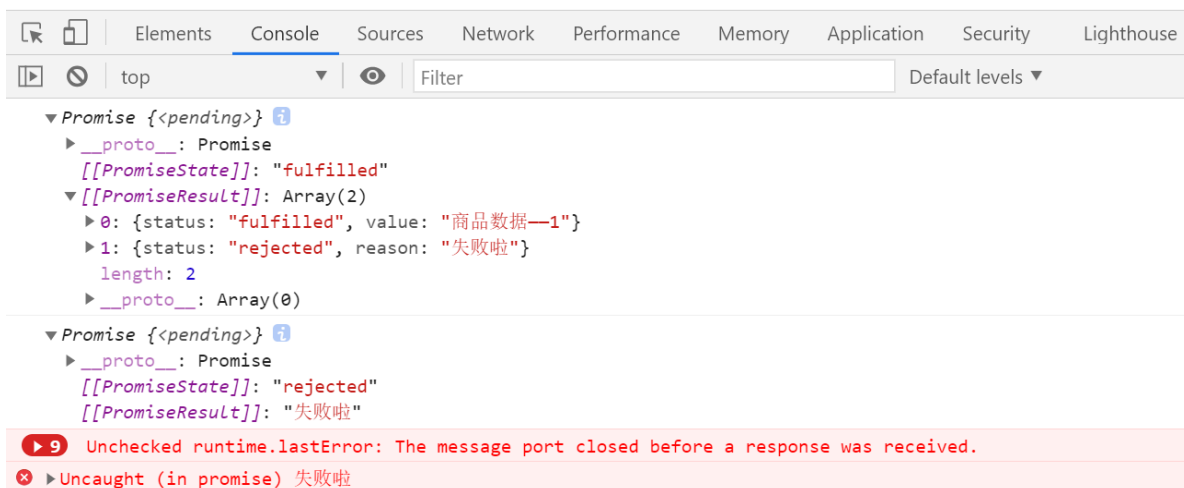 Elements Console Sources Network Performance Memory Application Security Lighthouse
top ▼ Filter Default levels ▼
▼Promise {<pending>} i
▶__proto__: Promise
[[PromiseState]]: "fulfilled"
▼[[PromiseResult]]: Array(2)
▶0: {status: "fulfilled", value: "商品数据——1"}
▶1: {status: "rejected", reason: "失败啦"}
length: 2
▶__proto__: Array(0)
▼Promise {<pending>} i
▶__proto__: Promise
[[PromiseState]]: "rejected"
[[PromiseResult]]: "失败啦"
▶9 Unchecked runtime.lastError: The message port closed before a response was received.
▶Uncaught (in promise) 失败啦